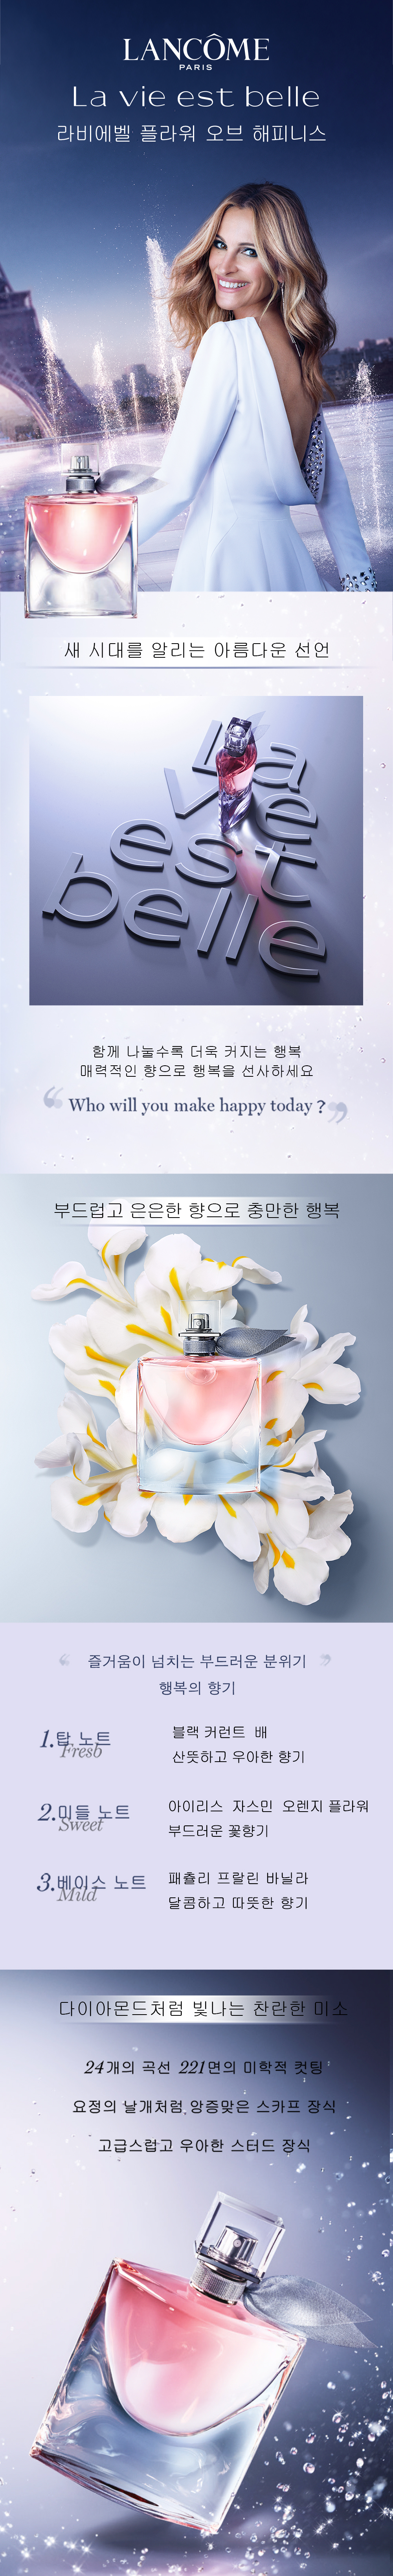 LANCÔME
PARIS
La vie est belle
라비에벨 플라워 오브 해피니스
새 시대를 알리는 아름다운 선언
La
vie
est
belle
함께 나눌수록 더욱 커지는 행복
매력적인 향으로 행복을 선사하세요
“ Who will you make happy today ? ”
부드럽고 은은한 향으로 충만한 행복
“ 즐거움이 넘치는 부드러운 분위기 ”
행복의 향기
1.탑 노트
Fresh
블랙 커런트 배
산뜻하고 우아한 향기
2.미들 노트
Sweet
아이리스 자스민 오렌지 플라워
부드러운 꽃향기
3.베이스 노트
Mild
패츌리 프랄린 바닐라
달콤하고 따뜻한 향기
다이아몬드처럼 빛나는 찬란한 미소
24개의 곡선 221면의 미학적 컷팅
요정의 날개처럼 앙증맞은 스카프 장식
고급스럽고 우아한 스터드 장식